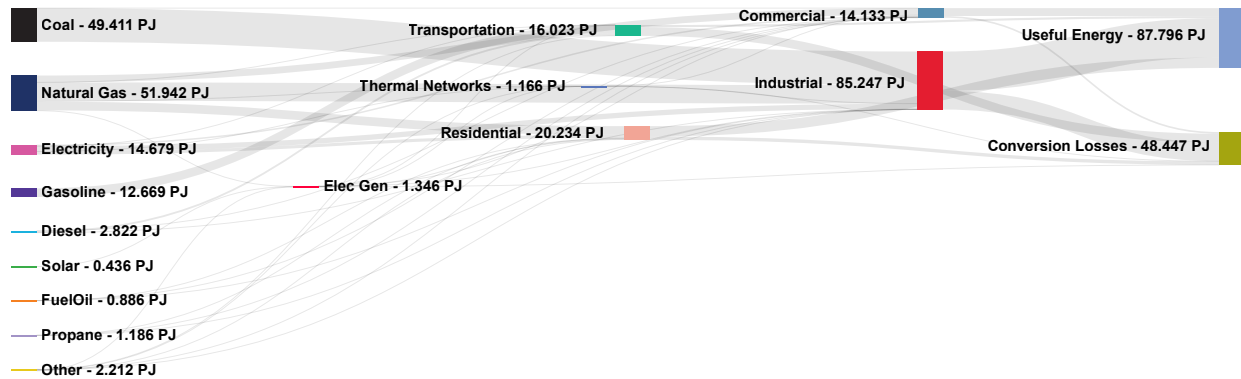 Coal - 49.411 PJ
Natural Gas - 51.942 PJ
Electricity - 14.679 PJ
Gasoline - 12.669 PJ
Diesel - 2.822 PJ
Solar - 0.436 PJ
FuelOil - 0.886 PJ
Propane - 1.186 PJ
Other - 2.212 PJ
Elec Gen - 1.346 PJ
Transportation - 16.023 PJ
Thermal Networks - 1.166 PJ
Residential - 20.234 PJ
Commercial - 14.133 PJ
Industrial - 85.247 PJ
Useful Energy - 87.796 PJ
Conversion Losses - 48.447 PJ